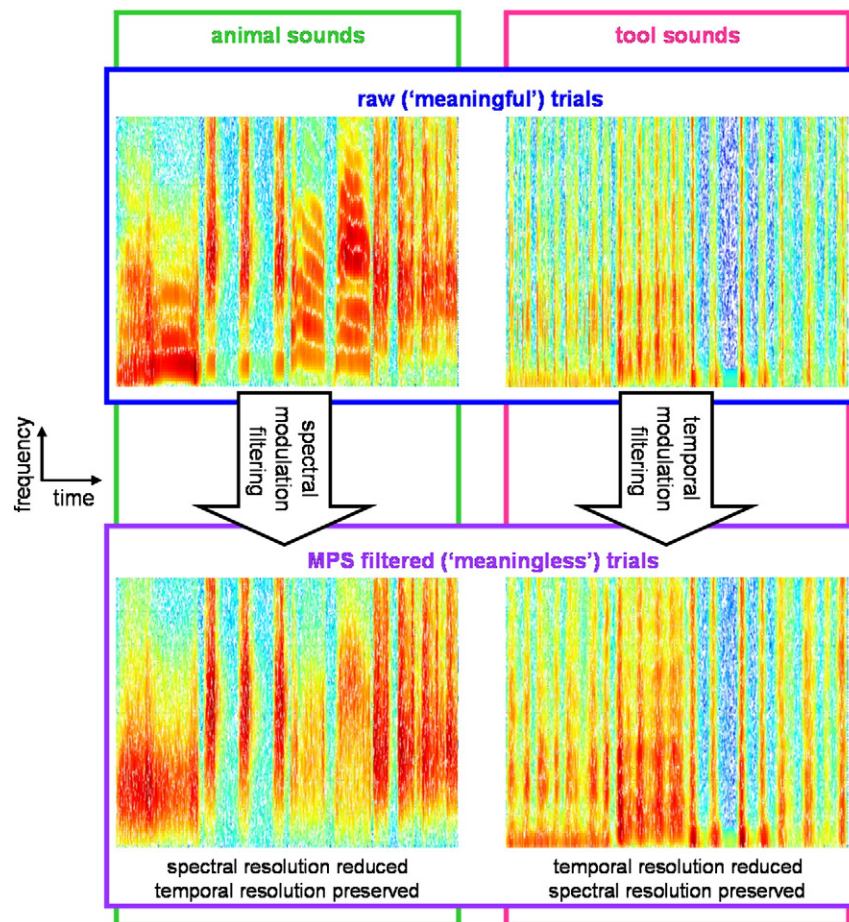 animal sounds
tool sounds
raw (‘meaningful’) trials
spectral
modulation
filtering
temporal
modulation
filtering
frequency
time
MPS filtered (‘meaningless’) trials
spectral resolution reduced
temporal resolution preserved
temporal resolution reduced
spectral resolution preserved